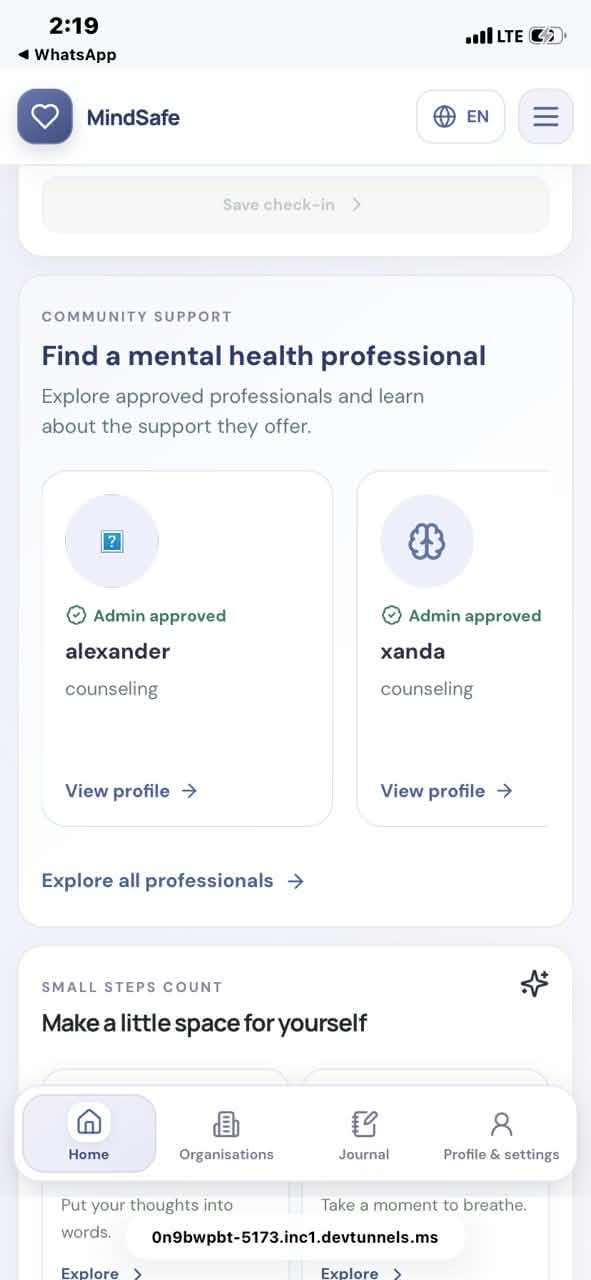 2:19
LTE
◀ WhatsApp
MindSafe
EN
Save check-in
COMMUNITY SUPPORT
Find a mental health professional
Explore approved professionals and learn
about the support they offer.
?
Admin approved
alexander
counseling
View profile
Admin approved
xanda
counseling
View profile
Explore all professionals
SMALL STEPS COUNT
Make a little space for yourself
Home
Organisations
Journal
Profile & settings
Put your thoughts into
words.
Explore
Take a moment to breathe.
Explore
0n9bwpbt-5173.inc1.devtunnels.ms